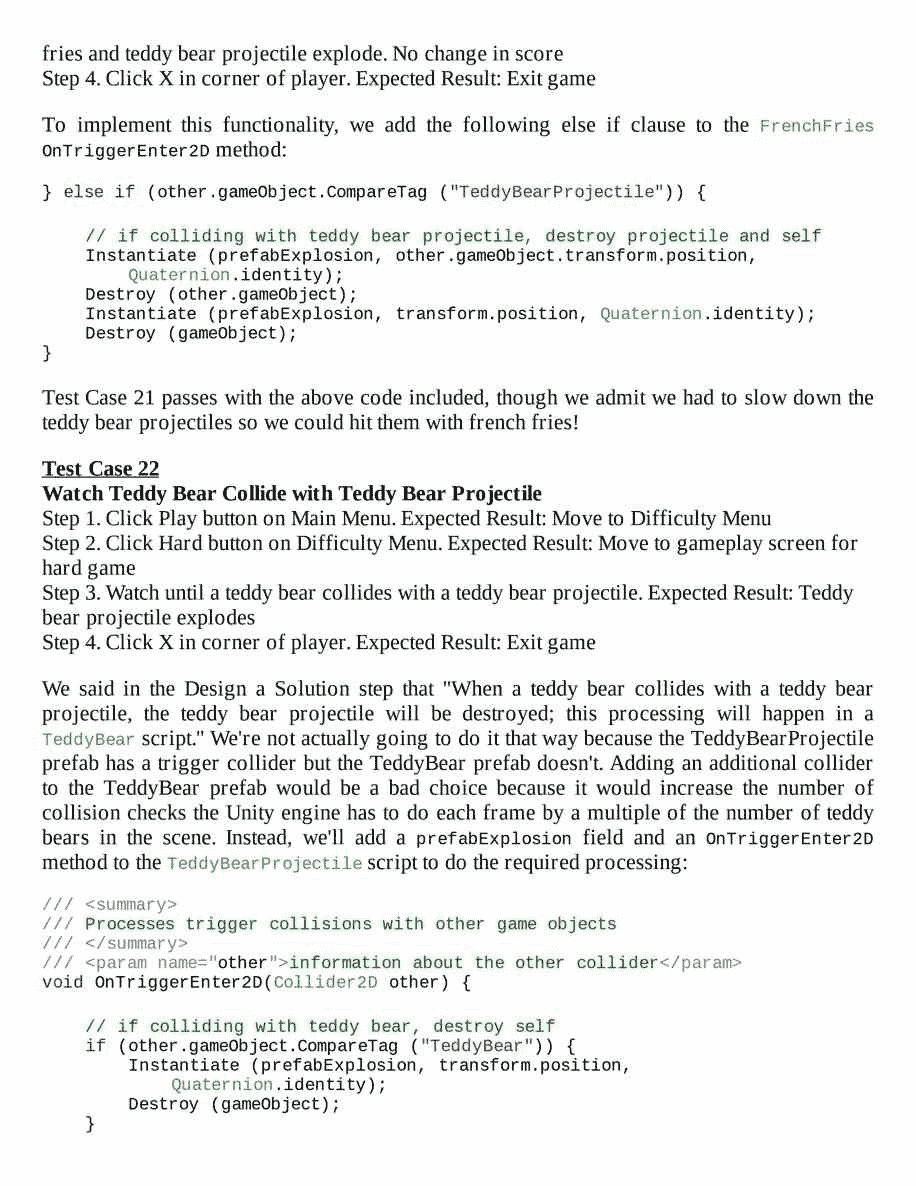 fries and teddy bear projectile explode. No change in score
Step 4. Click X in corner of player. Expected Result: Exit game
To implement this functionality, we add the following else if clause to the FrenchFries
OnTriggerEnter2D method:
} else if (other.gameObject.CompareTag ("TeddyBearProjectile")) {
    // if colliding with teddy bear projectile, destroy projectile and self
    Instantiate (prefabExplosion, other.gameObject.transform.position,
        Quaternion.identity);
    Destroy (other.gameObject);
    Instantiate (prefabExplosion, transform.position, Quaternion.identity);
    Destroy (gameObject);
}
Test Case 21 passes with the above code included, though we admit we had to slow down the
teddy bear projectiles so we could hit them with french fries!
Test Case 22
Watch Teddy Bear Collide with Teddy Bear Projectile
Step 1. Click Play button on Main Menu. Expected Result: Move to Difficulty Menu
Step 2. Click Hard button on Difficulty Menu. Expected Result: Move to gameplay screen for
hard game
Step 3. Watch until a teddy bear collides with a teddy bear projectile. Expected Result: Teddy
bear projectile explodes
Step 4. Click X in corner of player. Expected Result: Exit game
We said in the Design a Solution step that "When a teddy bear collides with a teddy bear
projectile, the teddy bear projectile will be destroyed; this processing will happen in a
TeddyBear script." We're not actually going to do it that way because the TeddyBearProjectile
prefab has a trigger collider but the TeddyBear prefab doesn't. Adding an additional collider
to the TeddyBear prefab would be a bad choice because it would increase the number of
collision checks the Unity engine has to do each frame by a multiple of the number of teddy
bears in the scene. Instead, we'll add a prefabExplosion field and an OnTriggerEnter2D
method to the TeddyBearProjectile script to do the required processing:
/// <summary>
/// Processes trigger collisions with other game objects
/// </summary>
/// <param name="other">information about the other collider</param>
void OnTriggerEnter2D(Collider2D other) {
    // if colliding with teddy bear, destroy self
    if (other.gameObject.CompareTag ("TeddyBear")) {
        Instantiate (prefabExplosion, transform.position,
            Quaternion.identity);
        Destroy (gameObject);
    }